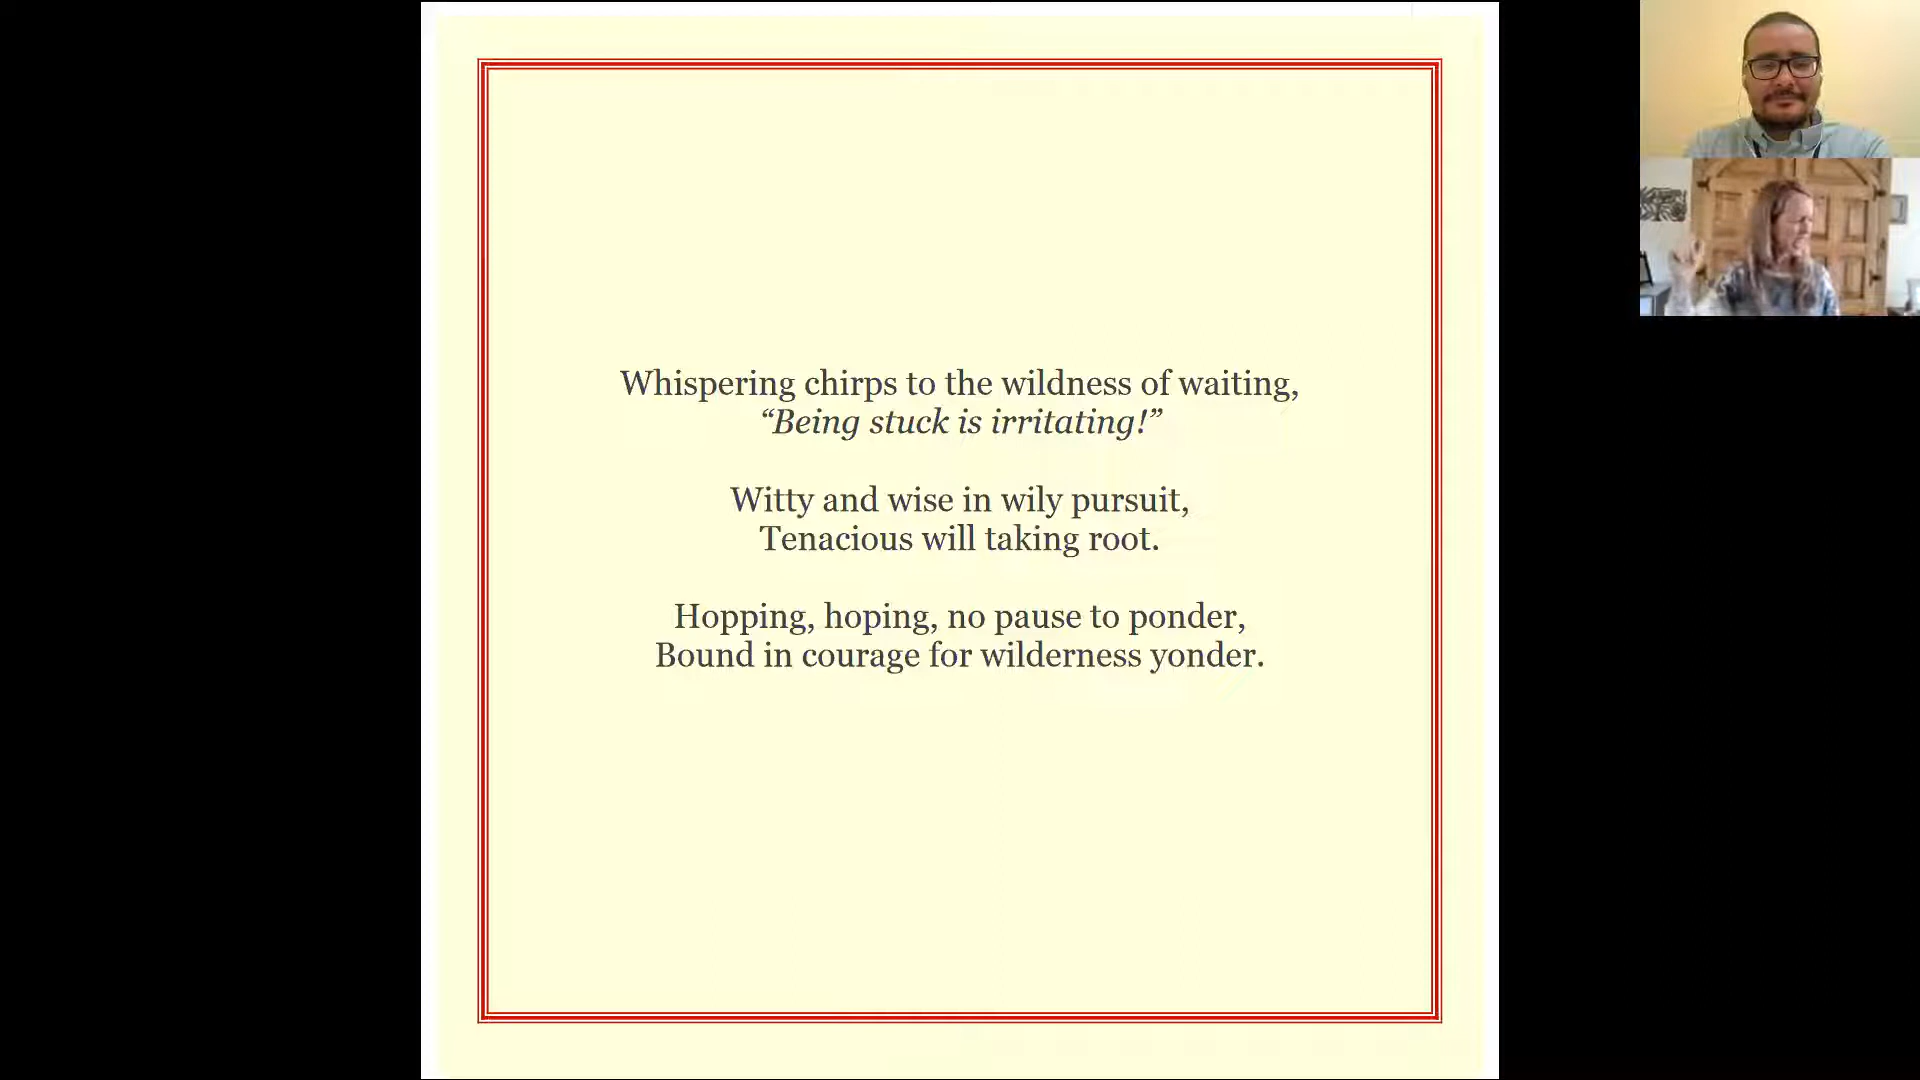 Whispering chirps to the wildness of waiting,
“Being stuck is irritating!”
Witty and wise in wily pursuit,
Tenacious will taking root.
Hopping, hoping, no pause to ponder,
Bound in courage for wilderness yonder.